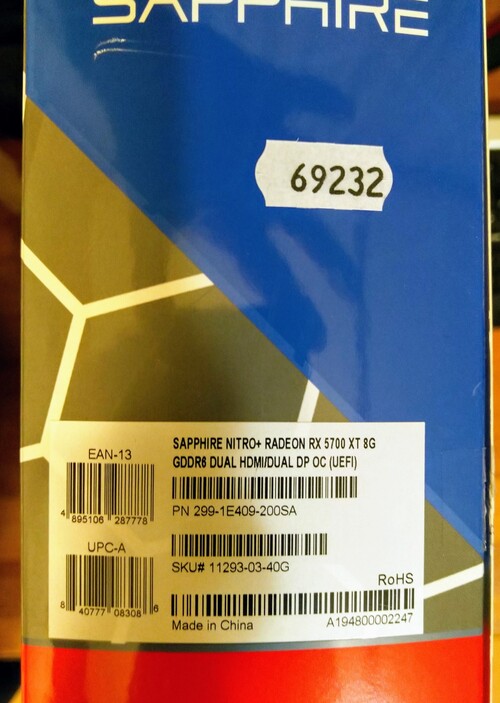 SAPPHIRE
69232
EAN-13
4 895106 287778
UPC-A
8 40777 08308 6
SAPPHIRE NITRO+ RADEON RX 5700 XT 8G
GDDR6 DUAL HDMI/DUAL DP OC (UEFI)
PN 299-1E409-200SA
SKU# 11293-03-40G
RoHS
Made in China
A194800002247